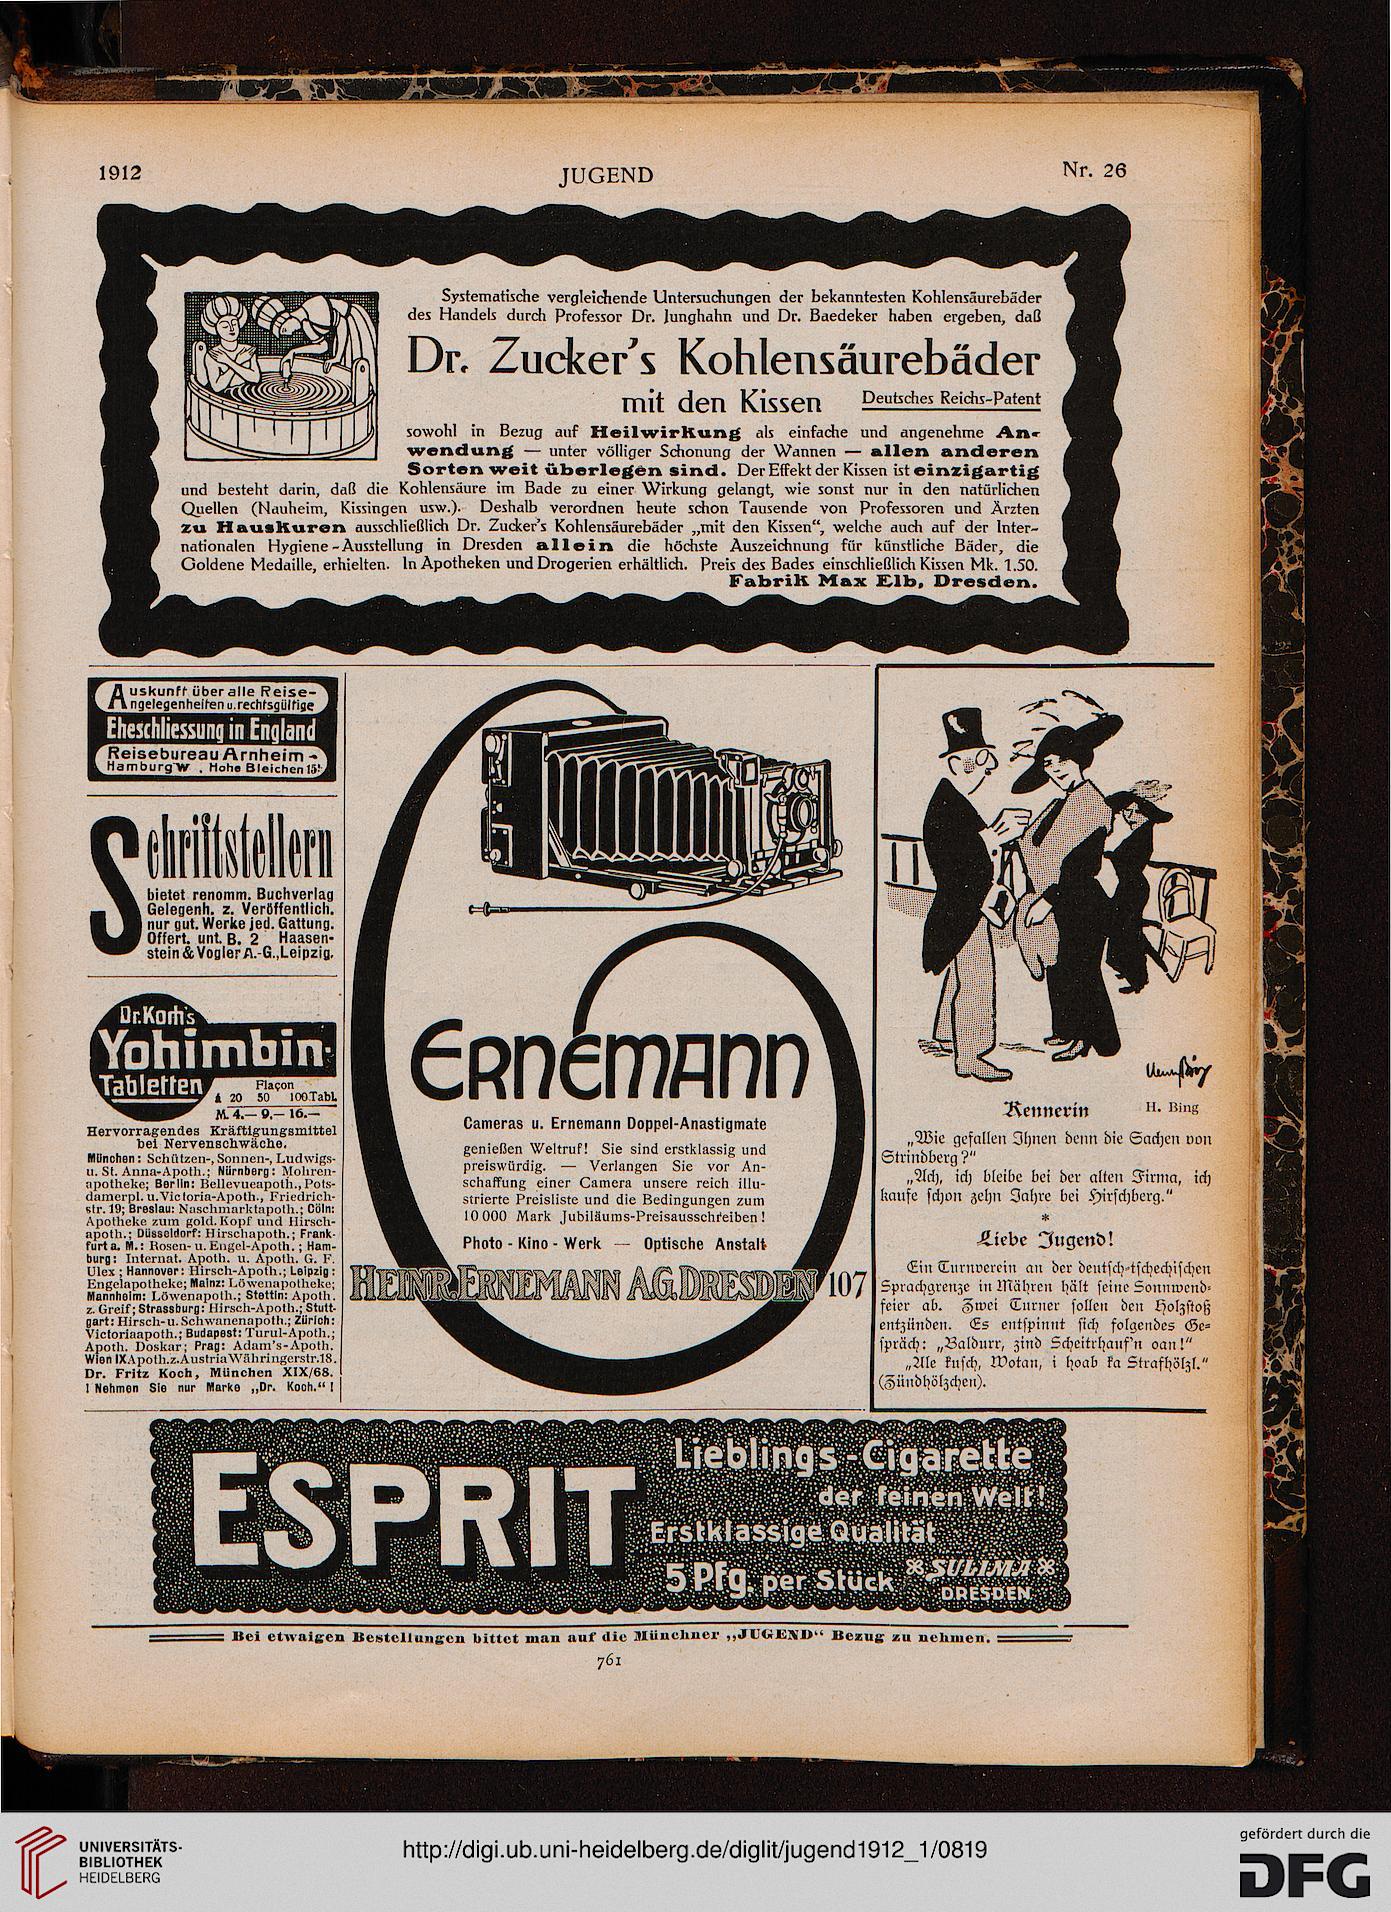 1912
JUGEND
Nr. 26
Systematische vergleichende Untersuchungen der bekanntesten Kohlensäurebäder
des Handels durch Professor Dr. Junghahn und Dr. Baedeker haben ergeben, daß
Dr. Zucker's Kohlensäurebäder
mit den Kissen Deutsches Reichs-Patent
sowohl in Bezug auf Heilwirkung als einfache und angenehme An-
wendung — unter völliger Schonung der Wannen — allen anderen
Sorten weit überlegen sind. Der Effekt der Kissen ist einzigartig
und besteht darin, daß die Kohlensäure im Bade zu einer Wirkung gelangt, wie sonst nur in den natürlichen
Quellen (Nauheim, Kissingen usw.). Deshalb verordnen heute schon Tausende von Professoren und Ärzten
zu Hauskuren ausschließlich Dr. Zucker's Kohlensäurebäder „mit den Kissen“, welche auch auf der Inter-
nationalen Hygiene-Ausstellung in Dresden allein die höchste Auszeichnung für künstliche Bäder, die
Goldene Medaille, erhielten. In Apotheken und Drogerien erhältlich. Preis des Bades einschließlich Kissen Mk. 1.50.
Fabrik Max Elb, Dresden.
Auskunft über alle Reise-
Angelegenheiten u. rechtsgültige
Eheschliessung in England
Reisebureau Arnheim -
Hamburg W . Hohe Bleichen 15.
Schriftstellern
bietet renomm. Buchverlag
Gelegenh. z. Veröffentlich.
nur gut. Werke jed. Gattung.
Offert. unt. B. 2 Haasen-
stein & Vogler A.-G., Leipzig.
Dr. Koch's
Yohimbin-
Tabletten
Flaçon
à 20 50 100 Tabl.
M. 4.— 9.— 16.—
Hervorragendes Kräftigungsmittel
bei Nervenschwäche.
München: Schützen-, Sonnen-, Ludwigs-
u. St. Anna-Apoth.; Nürnberg: Mohren-
apotheke; Berlin: Bellevueapoth., Pots-
damerpl. u. Victoria-Apoth., Friedrich-
str. 19; Breslau: Naschmarktapoth.; Cöln:
Apotheke zum gold. Kopf und Hirsch-
apoth.; Düsseldorf: Hirschapoth.; Frank-
furt a. M.: Rosen- u. Engel-Apoth.; Ham-
burg: Internat. Apoth. u. Apoth. G. F.
Ulex; Hannover: Hirsch-Apoth.; Leipzig:
Engelapotheke; Mainz: Löwenapotheke;
Mannheim: Löwenapoth.; Stettin: Apoth.
z. Greif; Strassburg: Hirsch-Apoth.; Stutt-
gart: Hirsch- u. Schwanenapoth.; Zürich:
Victoriaapoth.; Budapest: Turul-Apoth.;
Apoth. Doskar; Prag: Adam's-Apoth.
Wien IX Apoth. z. Austria Währingerstr. 18.
Dr. Fritz Koch, München XIX/68.
! Nehmen Sie nur Marke „Dr. Koch.“ !
ERNEMANN
Cameras u. Ernemann Doppel-Anastigmate
genießen Weltruf! Sie sind erstklassig und
preiswürdig. — Verlangen Sie vor An-
schaffung einer Camera unsere reich illu-
strierte Preisliste und die Bedingungen zum
10 000 Mark Jubiläums-Preisausschreiben!
Photo - Kino - Werk — Optische Anstalt
HEINR. ERNEMANN A.G. DRESDEN 107
Kennerin
H. Bing
„Wie gefallen Ihnen denn die Sachen von
Strindberg?“
„Ach, ich bleibe bei der alten Firma, ich
kaufe schon zehn Jahre bei Hirschberg.“
*
Liebe Jugend!
Ein Turnverein an der deutsch-tschechischen
Sprachgrenze in Mähren hält seine Sonnwend-
feier ab. Zwei Turner sollen den Holzstoß
entzünden. Es entspinnt sich folgendes Ge-
spräch: „Baldurr, zind Scheitrhauf'n oan!“
„Ale kusch, Wotan, i hoab ka Strafhölzl.“
(Zündhölzchen).
ESPRIT
Lieblings-Cigarette
der feinen Welt!
Erstklassige Qualität
5 Pfg. per Stück
SULIMA
DRESDEN
Bei etwaigen Bestellungen bittet man auf die Münchner „JUGEND“ Bezug zu nehmen.
761
UNIVERSITÄTS-
BIBLIOTHEK
HEIDELBERG
http://digi.ub.uni-heidelberg.de/diglit/jugend1912_1/0819
gefördert durch die
DFG